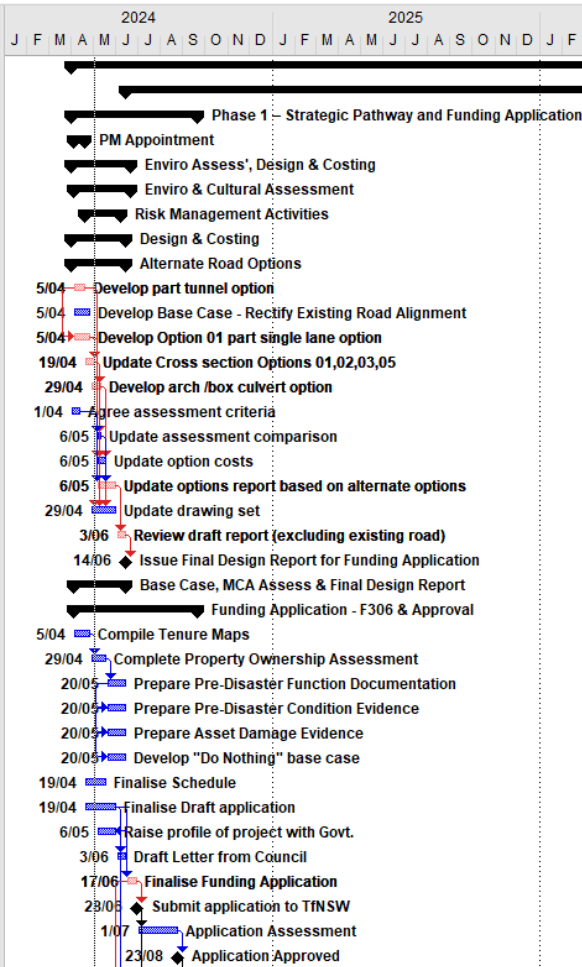 2024 2025
J F M A M J J A S O N D J F M A M J J A S O N D J F
Phase 1 – Strategic Pathway and Funding Application
PM Appointment
Enviro Assess', Design & Costing
Enviro & Cultural Assessment
Risk Management Activities
Design & Costing
Alternate Road Options
5/04 Develop part tunnel option
5/04 Develop Base Case - Rectify Existing Road Alignment
5/04 Develop Option 01 part single lane option
19/04 Update Cross section Options 01,02,03,05
29/04 Develop arch /box culvert option
1/04 Agree assessment criteria
6/05 Update assessment comparison
6/05 Update option costs
6/05 Update options report based on alternate options
29/04 Update drawing set
3/06 Review draft report (excluding existing road)
14/06 Issue Final Design Report for Funding Application
Base Case, MCA Assess & Final Design Report
Funding Application - F306 & Approval
5/04 Compile Tenure Maps
29/04 Complete Property Ownership Assessment
20/05 Prepare Pre-Disaster Function Documentation
20/05 Prepare Pre-Disaster Condition Evidence
20/05 Prepare Asset Damage Evidence
20/05 Develop "Do Nothing" base case
19/04 Finalise Schedule
19/04 Finalise Draft application
6/05 Raise profile of project with Govt.
3/06 Draft Letter from Council
17/06 Finalise Funding Application
28/06 Submit application to TfNSW
1/07 Application Assessment
23/08 Application Approved